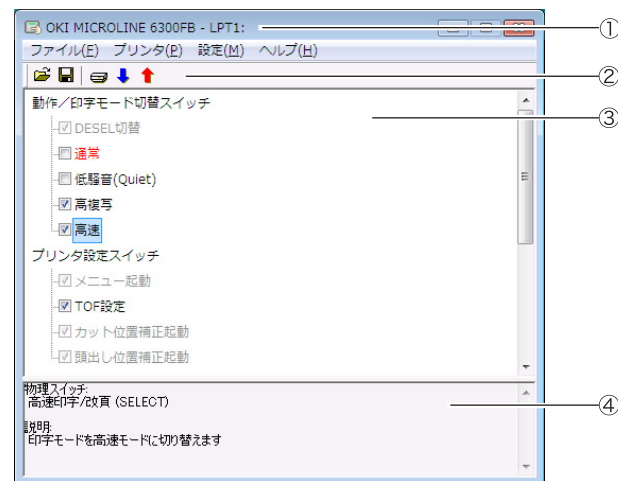 OKI MICROLINE 6300FB - LPT1:
①
ファイル(F) プリンタ(P) 設定(M) ヘルプ(H)
②
動作/印字モード切替スイッチ
③
DESEL切替
通常
低騒音(Quiet)
高複写
高速
プリンタ設定スイッチ
メニュー起動
TOF設定
カット位置補正起動
頭出し位置補正起動
物理スイッチ:
高速印字/改頁 (SELECT)
④
説明:
印字モードを高速モードに切り替えます